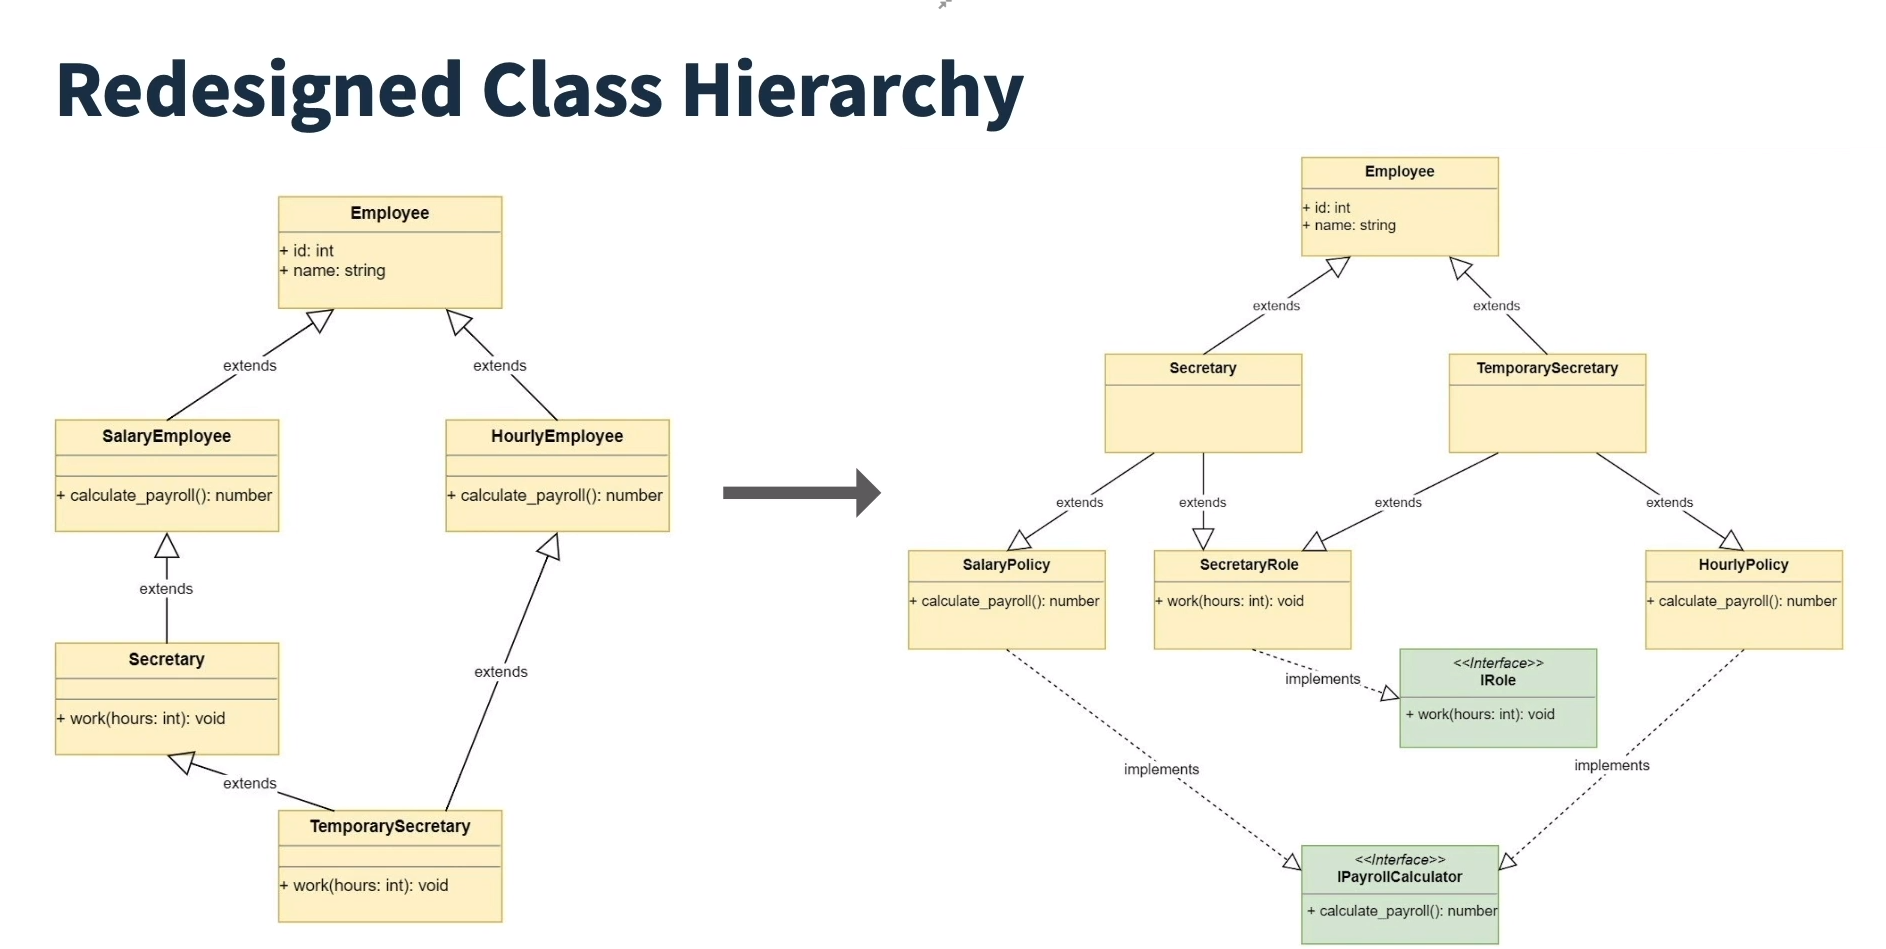 Redesigned Class Hierarchy
Employee
+ id: int
+ name: string
extends
extends
SalaryEmployee
+ calculate_payroll(): number
HourlyEmployee
+ calculate_payroll(): number
extends
Secretary
+ work(hours: int): void
extends
extends
TemporarySecretary
+ work(hours: int): void
Employee
+ id: int
+ name: string
extends
extends
Secretary
TemporarySecretary
extends
extends
extends
extends
SalaryPolicy
+ calculate_payroll(): number
SecretaryRole
+ work(hours: int): void
HourlyPolicy
+ calculate_payroll(): number
implements
<<Interface>>
IRole
+ work(hours: int): void
implements
implements
<<Interface>>
IPayrollCalculator
+ calculate_payroll(): number